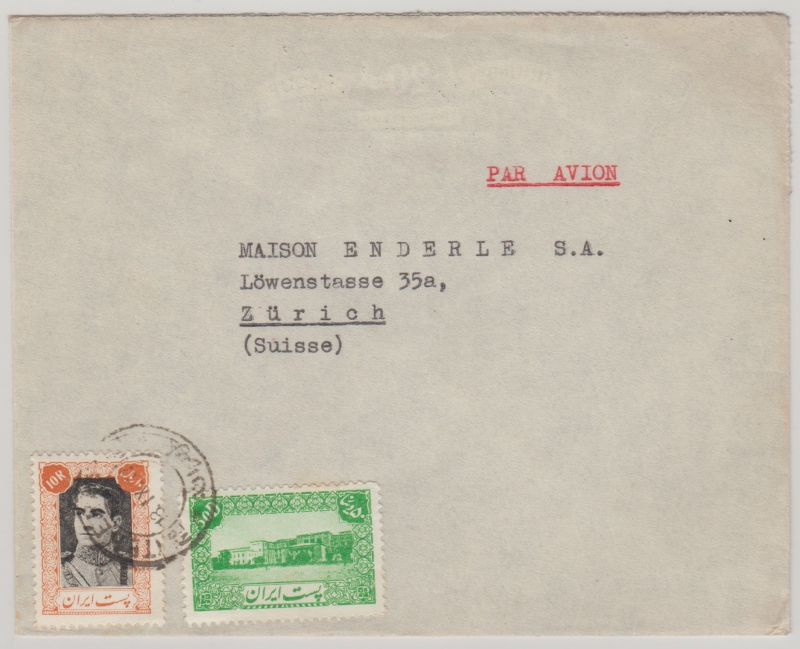 PAR AVION
MAISON ENDERLE S.A.
Löwenstasse 35a,
Zürich
(Suisse)
10R
پست ایران
پست ایران